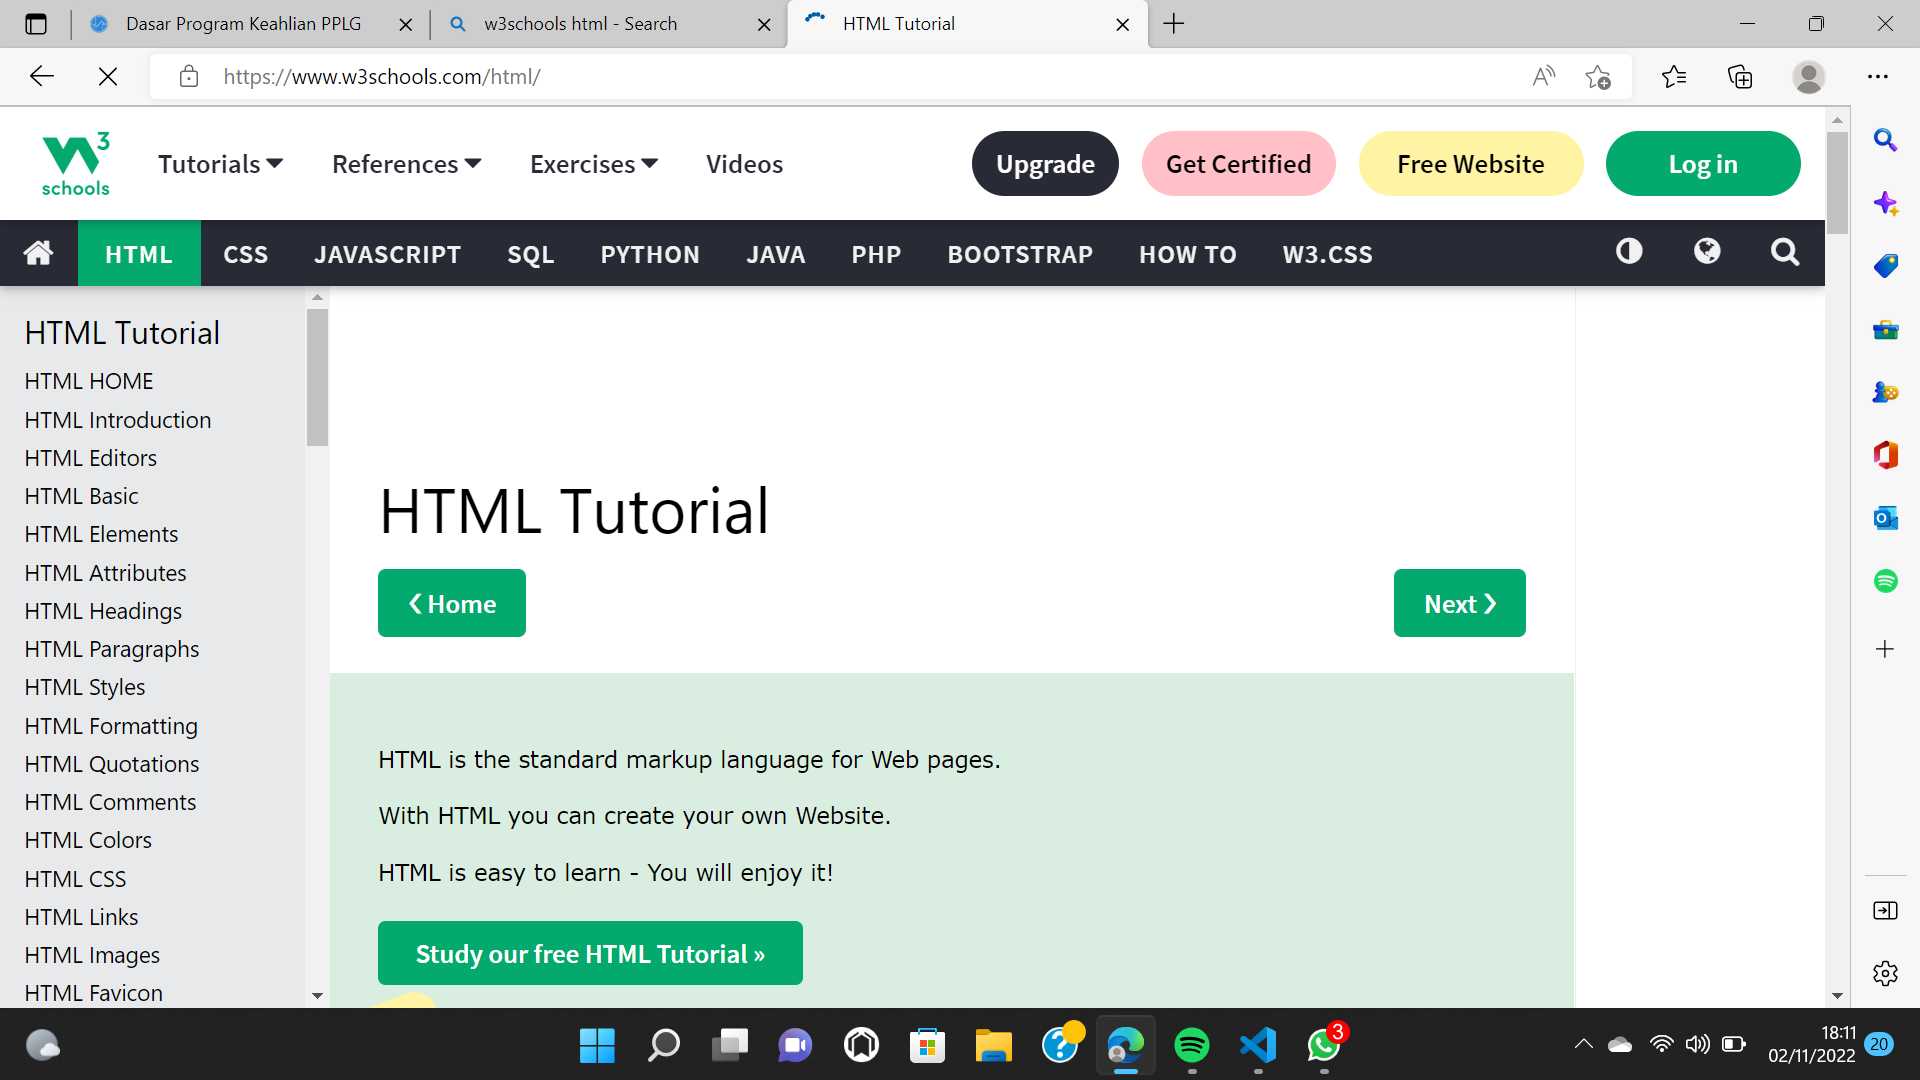 Dasar Program Keahlian PPLG
w3schools html - Search
HTML Tutorial
https://www.w3schools.com/html/
W3 schools
Tutorials
References
Exercises
Videos
Upgrade
Get Certified
Free Website
Log in
HTML
CSS
JAVASCRIPT
SQL
PYTHON
JAVA
PHP
BOOTSTRAP
HOW TO
W3.CSS
HTML Tutorial
HTML HOME
HTML Introduction
HTML Editors
HTML Basic
HTML Elements
HTML Attributes
HTML Headings
HTML Paragraphs
HTML Styles
HTML Formatting
HTML Quotations
HTML Comments
HTML Colors
HTML CSS
HTML Links
HTML Images
HTML Favicon
HTML Tutorial
❮ Home
Next ❯
HTML is the standard markup language for Web pages.
With HTML you can create your own Website.
HTML is easy to learn - You will enjoy it!
Study our free HTML Tutorial »
3
18:11
02/11/2022
20